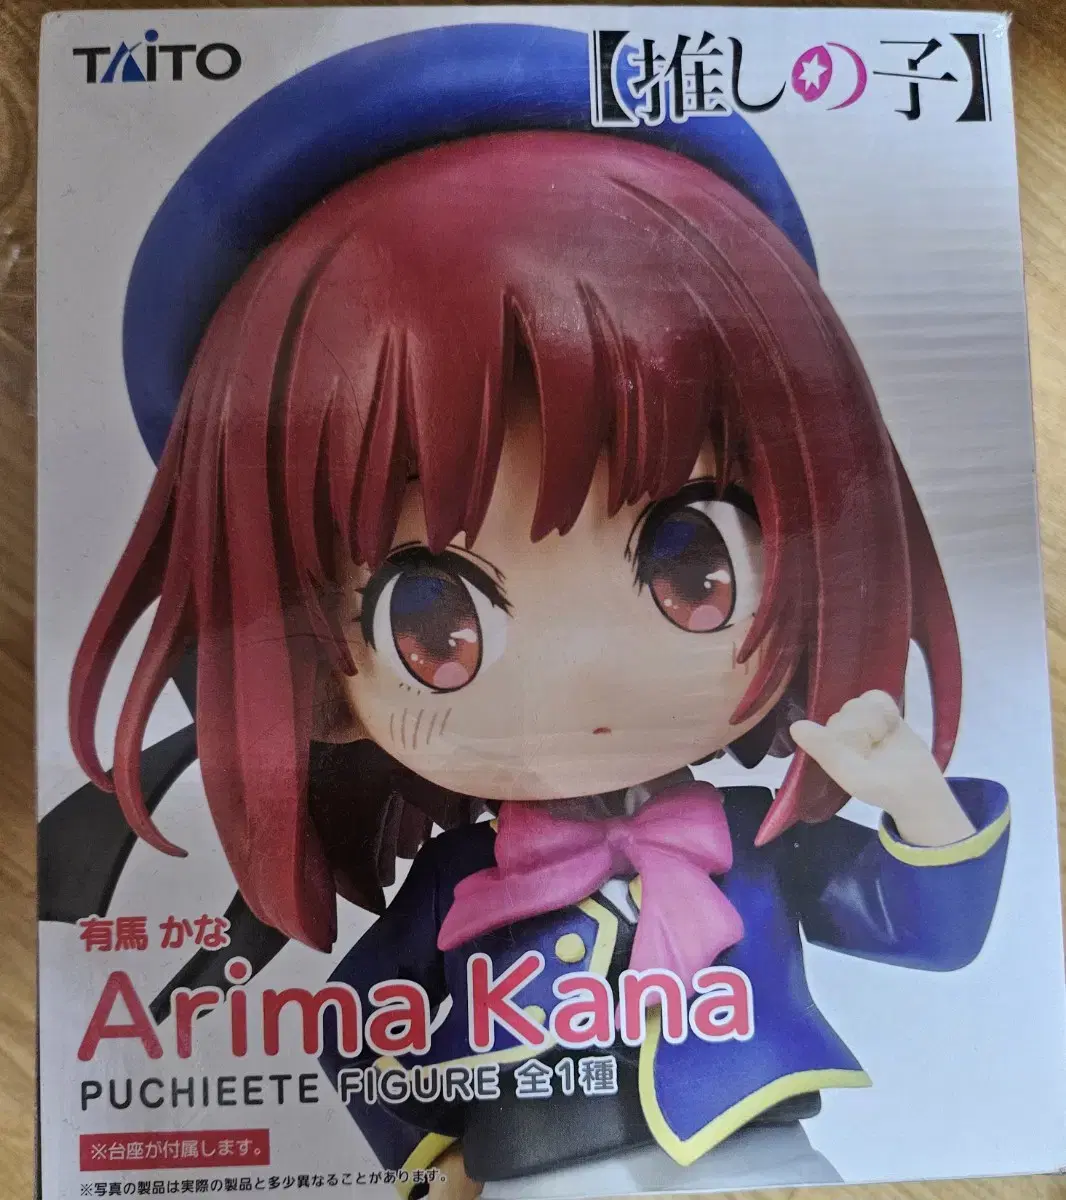 TAITO
【推しの子】
有馬 かな
Arima Kana
PUCHIEETE FIGURE 全1種
※台座が付属します。
※写真の製品は実際の製品と多少異なることがあります。